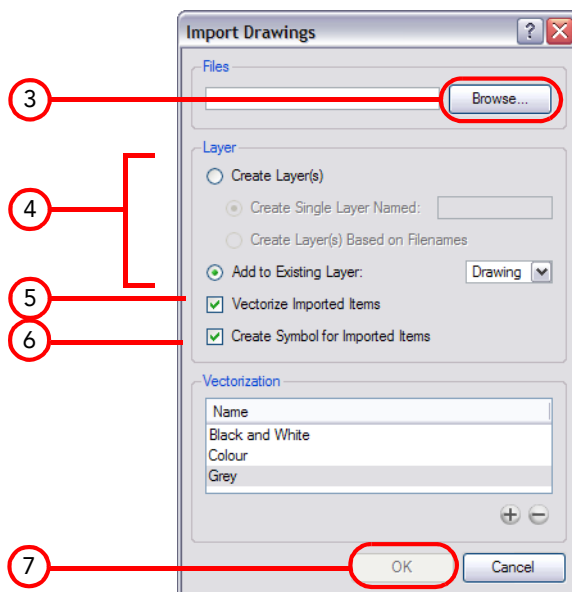 Import Drawings
?
Files
3
Browse...
Layer
4
Create Layer(s)
Create Single Layer Named:
Create Layer(s) Based on Filenames
Add to Existing Layer: Drawing
5
Vectorize Imported Items
6
Create Symbol for Imported Items
Vectorization
Name
Black and White
Colour
Grey
7
OK Cancel